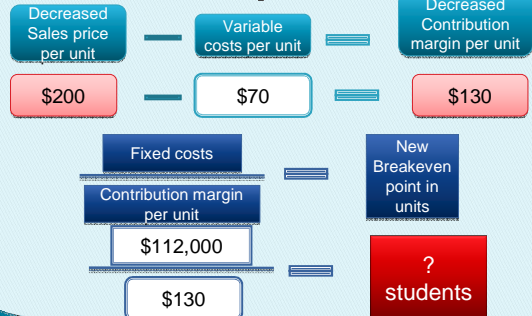 Decreased
Sales price
per unit
Variable
costs per unit
Decreased
Contribution
margin per unit
$200
$70
$130
Fixed costs
Contribution margin
per unit
New
Breakeven
point in
units
$112,000
$130
?
students